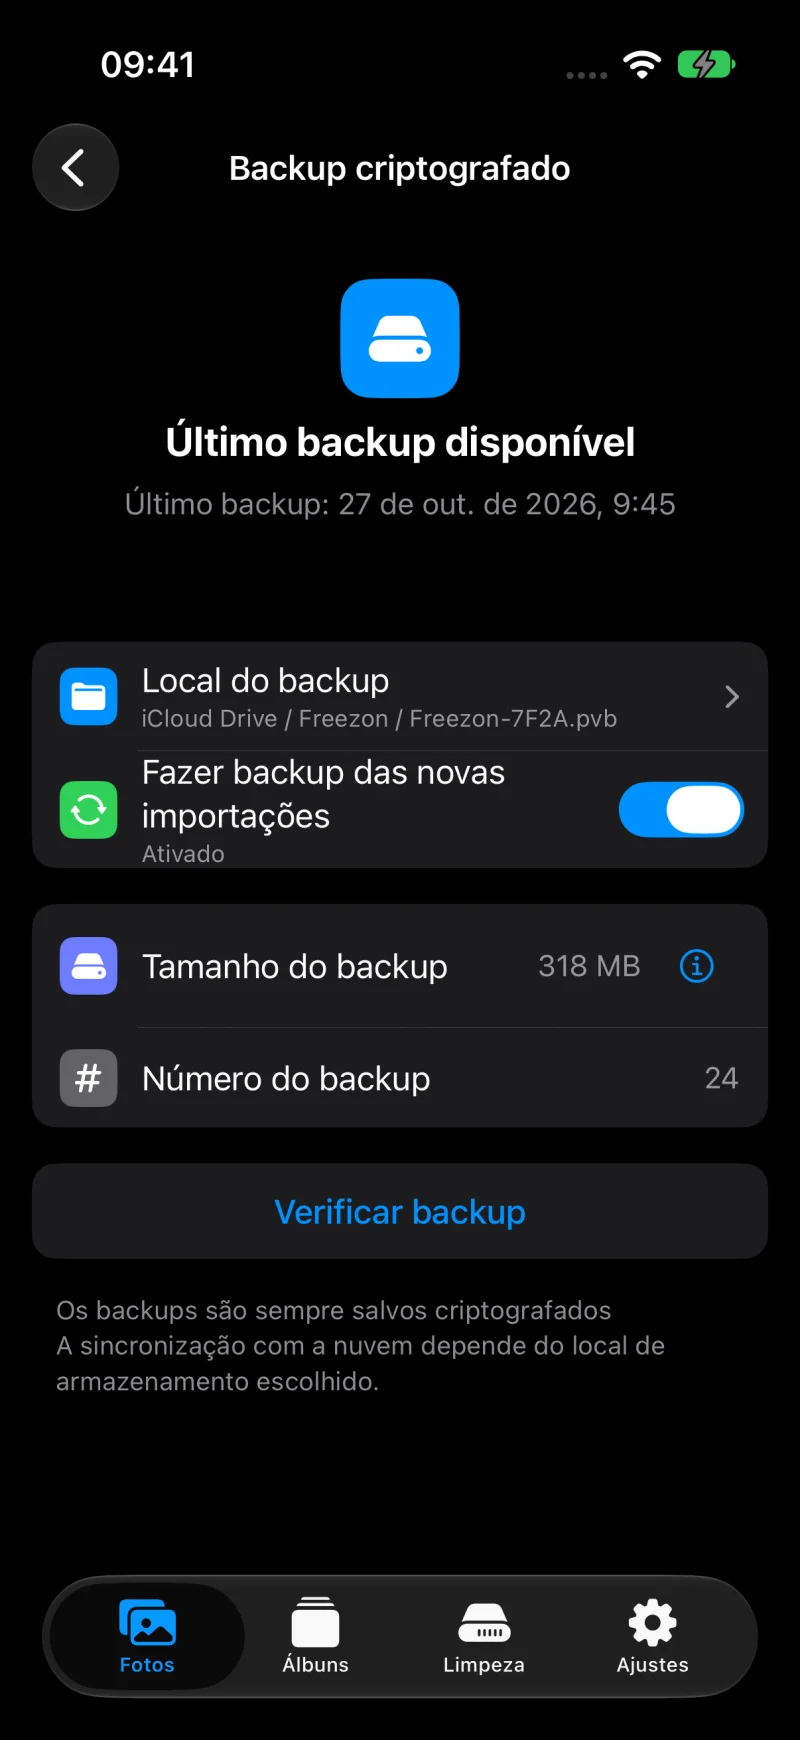 09:41
Backup criptografado
Último backup disponível
Último backup: 27 de out. de 2026, 9:45
Local do backup
iCloud Drive / Freezon / Freezon-7F2A.pvb
Fazer backup das novas
importações
Ativado
Tamanho do backup 318 MB
# Número do backup 24
Verificar backup
Os backups são sempre salvos criptografados
A sincronização com a nuvem depende do local de
armazenamento escolhido.
Fotos Álbuns Limpeza Ajustes